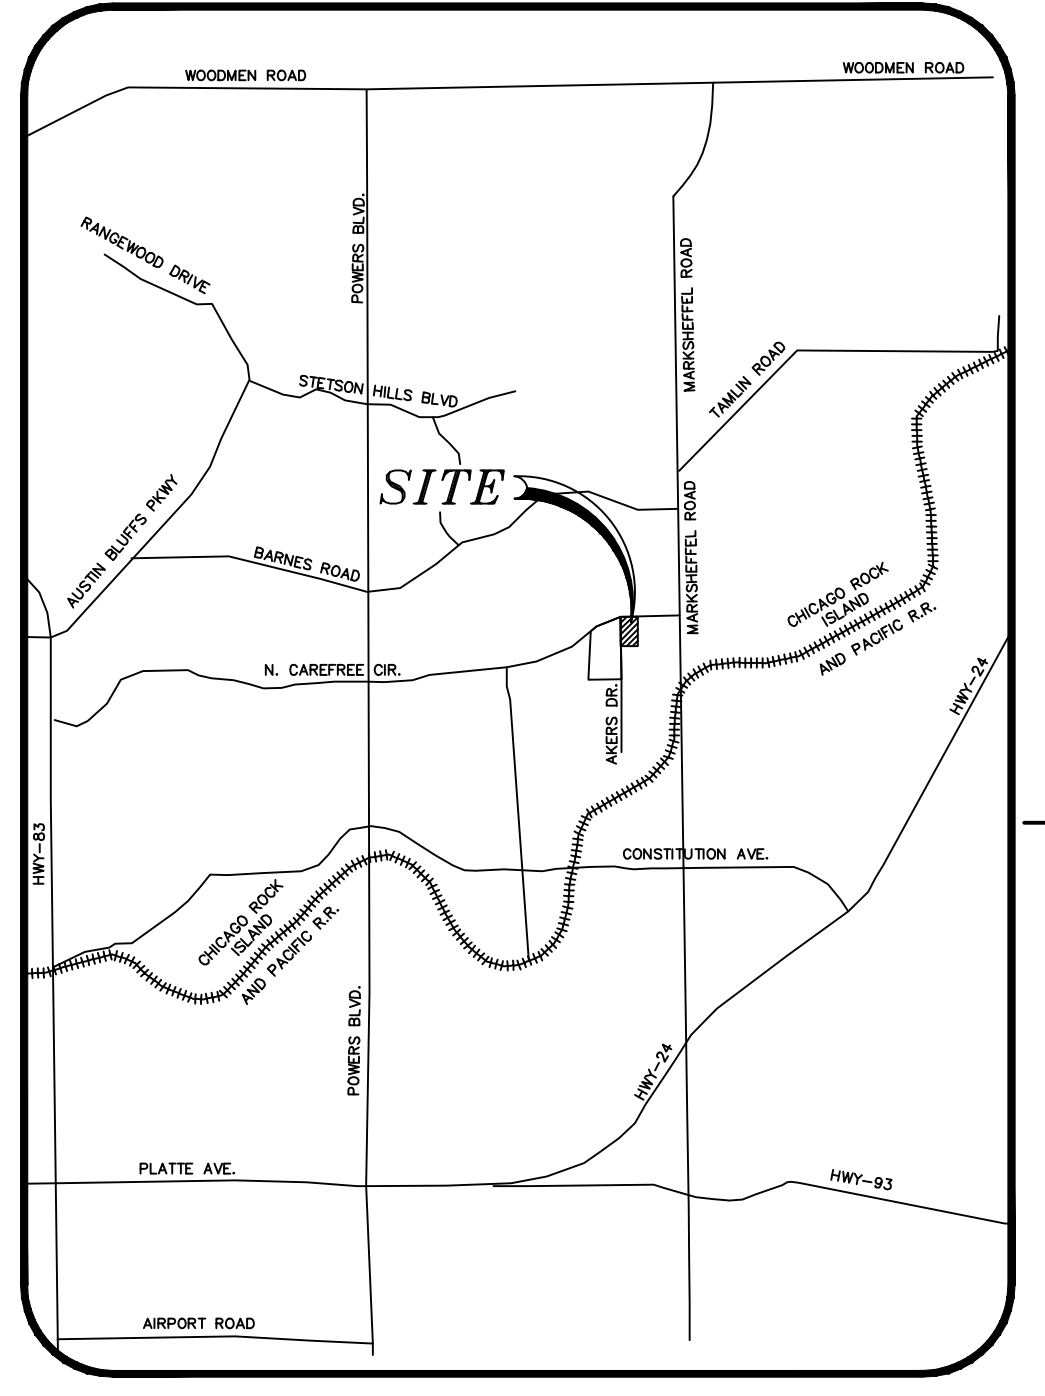 WOODMEN ROAD
WOODMEN ROAD
POWERS BLVD.
RANGEWOOD DRIVE
MARKSHEFFEL ROAD
TAMLIN ROAD
STETSON HILLS BLVD
SITE
AUSTIN BLUFFS PKWY
MARKSHEFFEL ROAD
BARNES ROAD
CHICAGO ROCK
ISLAND
AND PACIFIC R.R.
N. CAREFREE CIR.
HWY-24
AKERS DR.
HWY-83
CONSTITUTION AVE.
CHICAGO ROCK
ISLAND
AND PACIFIC R.R.
POWERS BLVD.
HWY-24
PLATTE AVE.
HWY-93
AIRPORT ROAD